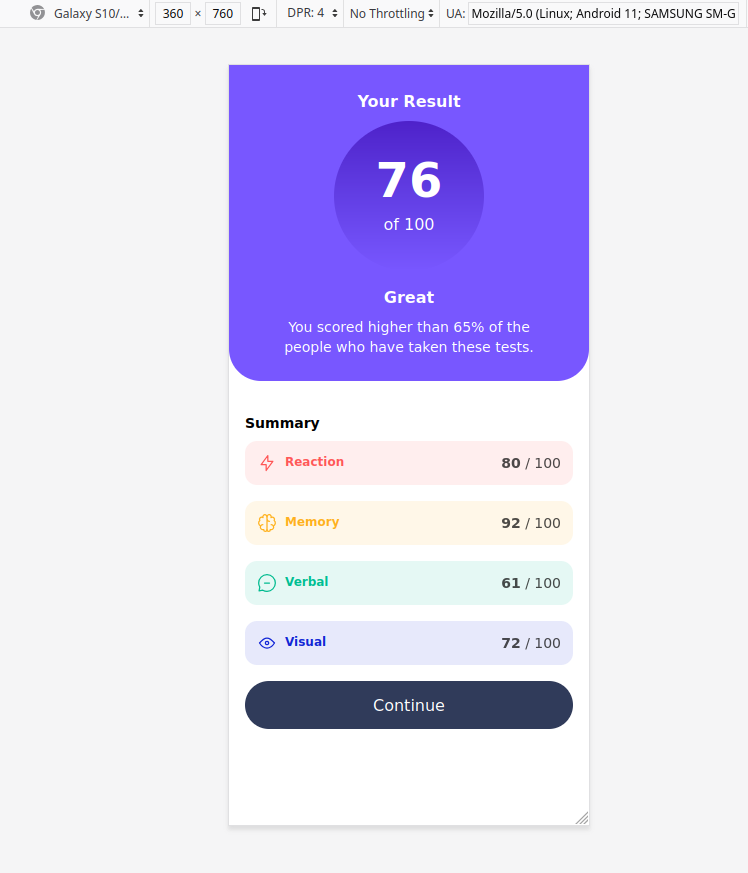 Galaxy S10/... 360 × 760 DPR: 4 No Throttling UA: Mozilla/5.0 (Linux; Android 11; SAMSUNG SM-G
Your Result
76
of 100
Great
You scored higher than 65% of the
people who have taken these tests.
Summary
Reaction 80 / 100
Memory 92 / 100
Verbal 61 / 100
Visual 72 / 100
Continue